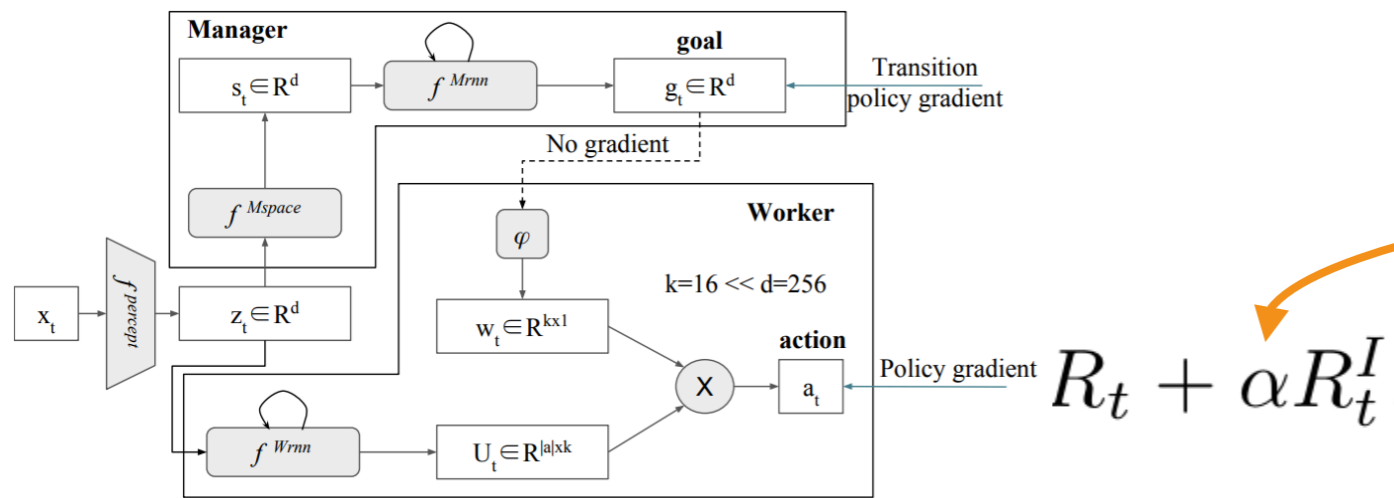 Manager
goal
s_t ∈ R^d
f^Mrnn
g_t ∈ R^d
Transition
policy gradient
No gradient
f^Mspace
Worker
φ
k=16 << d=256
x_t
f^percept
z_t ∈ R^d
w_t ∈ R^kx1
action
X
a_t
Policy gradient
R_t + αR_t^I
f^Wrnn
U_t ∈ R^|a|xk